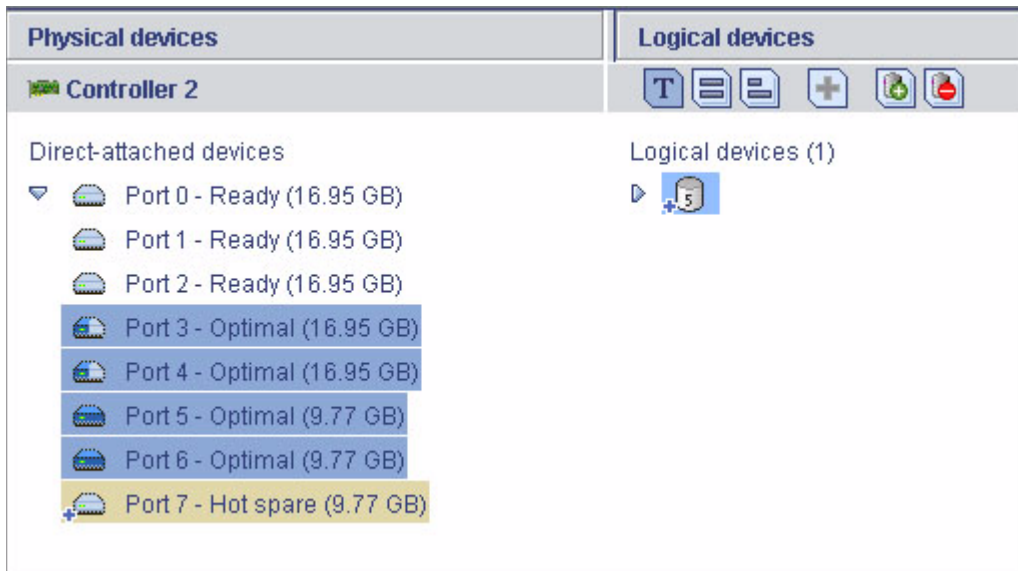 Physical devices
Logical devices
Controller 2
T
Direct-attached devices
Port 0 - Ready (16.95 GB)
Port 1 - Ready (16.95 GB)
Port 2 - Ready (16.95 GB)
Port 3 - Optimal (16.95 GB)
Port 4 - Optimal (16.95 GB)
Port 5 - Optimal (9.77 GB)
Port 6 - Optimal (9.77 GB)
Port 7 - Hot spare (9.77 GB)
Logical devices (1)
5